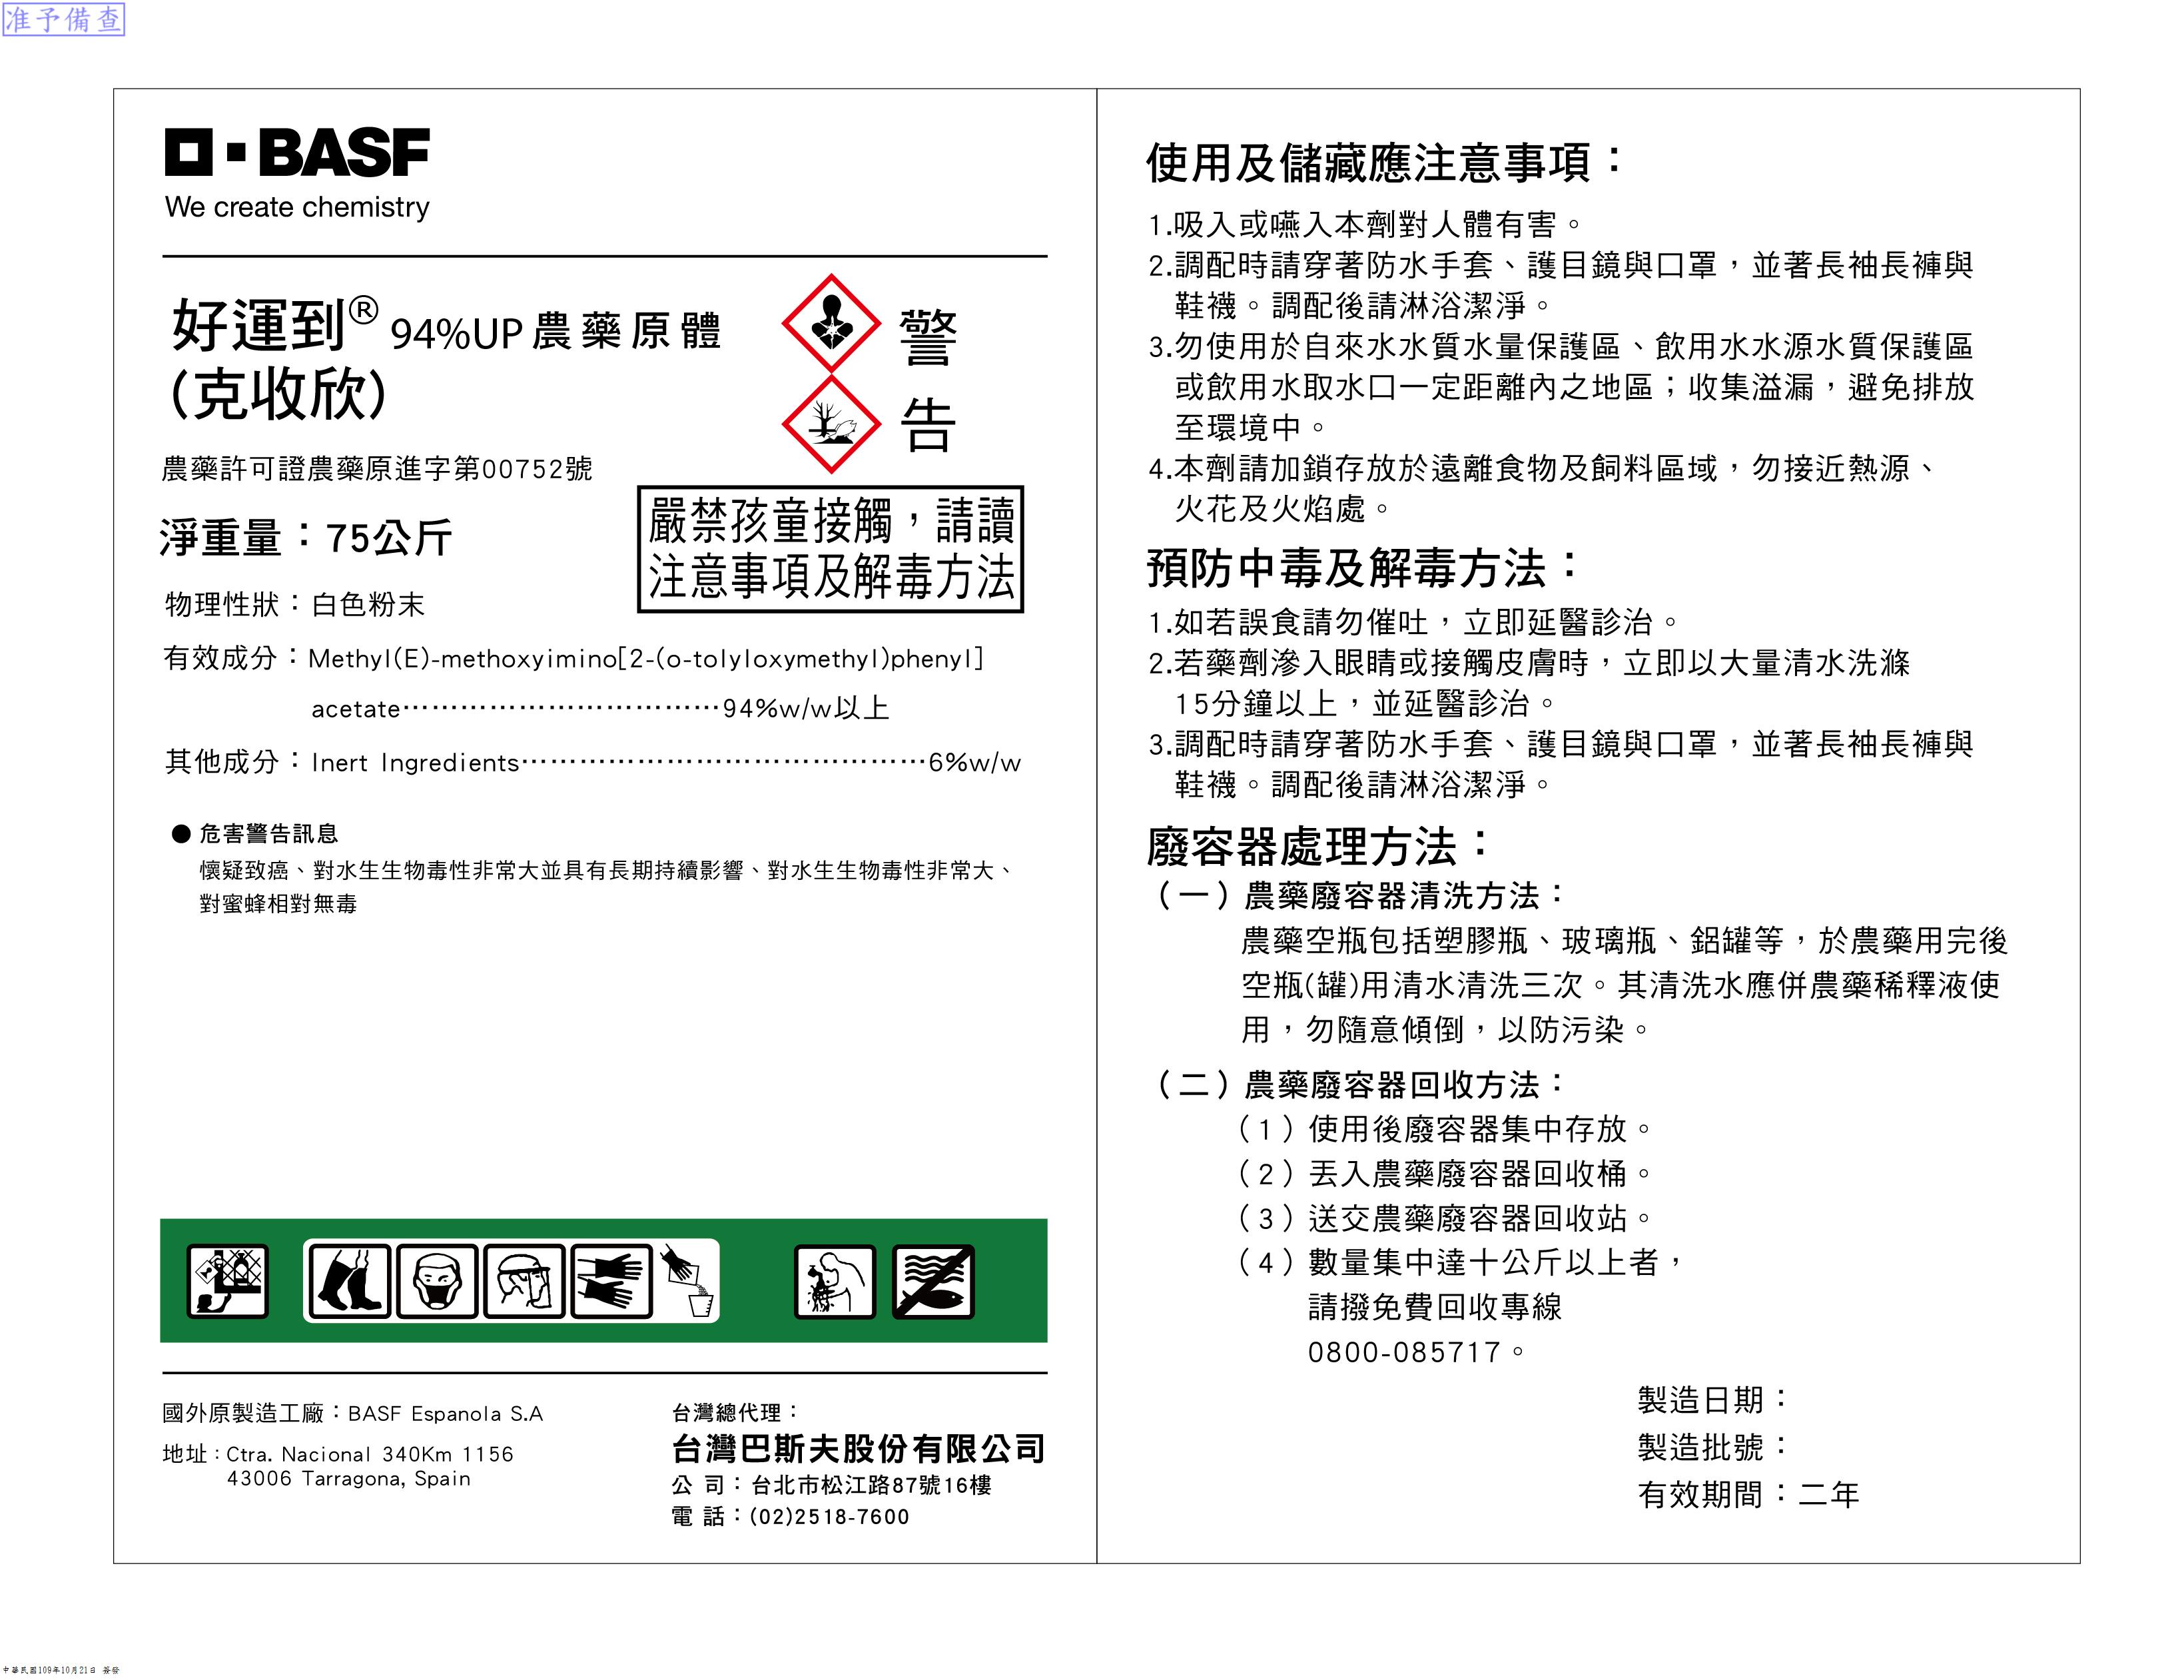 准予備查
BASF
We create chemistry
好運到® 94%UP農藥原體
(克收欣)
警告
農藥許可證農藥原進字第00752號
淨重量：75公斤
嚴禁孩童接觸，請讀
注意事項及解毒方法
物理性狀：白色粉末
有效成分：Methyl(E)-methoxyimino[2-(o-tolyloxymethyl)phenyl]
acetate……………………………94%w/w以上
其他成分：Inert Ingredients……………………………………6%w/w
● 危害警告訊息
懷疑致癌、對水生生物毒性非常大並具有長期持續影響、對水生生物毒性非常大、
對蜜蜂相對無毒
國外原製造工廠：BASF Espanola S.A
地址：Ctra. Nacional 340Km 1156
43006 Tarragona, Spain
台灣總代理：
台灣巴斯夫股份有限公司
公 司：台北市松江路87號16樓
電 話：(02)2518-7600
使用及儲藏應注意事項：
1.吸入或嚥入本劑對人體有害。
2.調配時請穿著防水手套、護目鏡與口罩，並著長袖長褲與
鞋襪。調配後請淋浴潔淨。
3.勿使用於自來水水質水量保護區、飲用水水源水質保護區
或飲用水取水口一定距離內之地區；收集溢漏，避免排放
至環境中。
4.本劑請加鎖存放於遠離食物及飼料區域，勿接近熱源、
火花及火焰處。
預防中毒及解毒方法：
1.如若誤食請勿催吐，立即延醫診治。
2.若藥劑滲入眼睛或接觸皮膚時，立即以大量清水洗滌
15分鐘以上，並延醫診治。
3.調配時請穿著防水手套、護目鏡與口罩，並著長袖長褲與
鞋襪。調配後請淋浴潔淨。
廢容器處理方法：
（一）農藥廢容器清洗方法：
農藥空瓶包括塑膠瓶、玻璃瓶、鋁罐等，於農藥用完後
空瓶(罐)用清水清洗三次。其清洗水應併農藥稀釋液使
用，勿隨意傾倒，以防污染。
（二）農藥廢容器回收方法：
（1）使用後廢容器集中存放。
（2）丟入農藥廢容器回收桶。
（3）送交農藥廢容器回收站。
（4）數量集中達十公斤以上者，
請撥免費回收專線
0800-085717。
製造日期：
製造批號：
有效期間：二年
中華民國109年10月21日 簽發